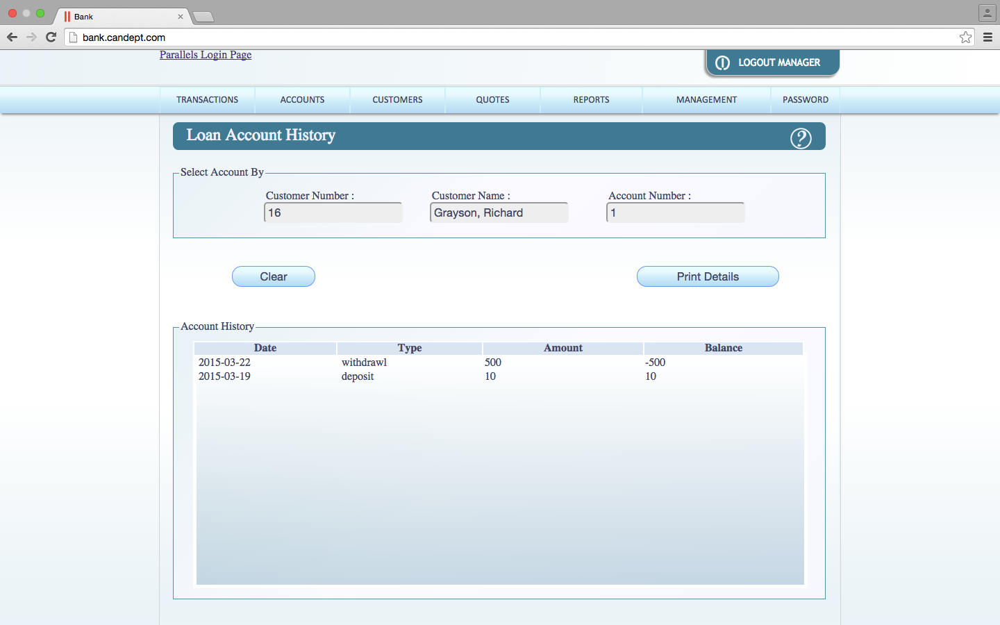 Bank
bank.candept.com
Parallels Login Page
LOGOUT MANAGER
TRANSACTIONS ACCOUNTS CUSTOMERS QUOTES REPORTS MANAGEMENT PASSWORD
Loan Account History ?
Select Account By
Customer Number : Customer Name : Account Number :
16 Grayson, Richard 1
Clear Print Details
Account History
Date Type Amount Balance
2015-03-22 withdrawl 500 -500
2015-03-19 deposit 10 10